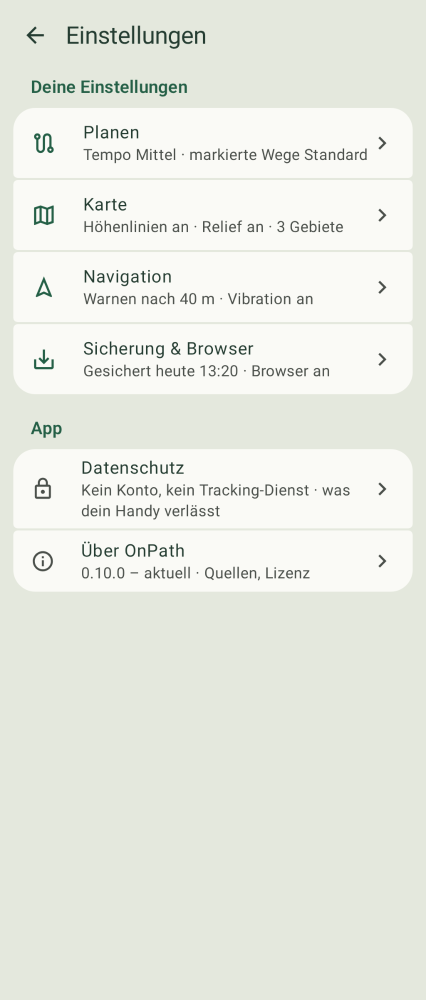 Einstellungen
Deine Einstellungen
Planen
Tempo Mittel · markierte Wege Standard
Karte
Höhenlinien an · Relief an · 3 Gebiete
Navigation
Warnen nach 40 m · Vibration an
Sicherung & Browser
Gesichert heute 13:20 · Browser an
App
Datenschutz
Kein Konto, kein Tracking-Dienst · was
dein Handy verlässt
Über OnPath
0.10.0 – aktuell · Quellen, Lizenz